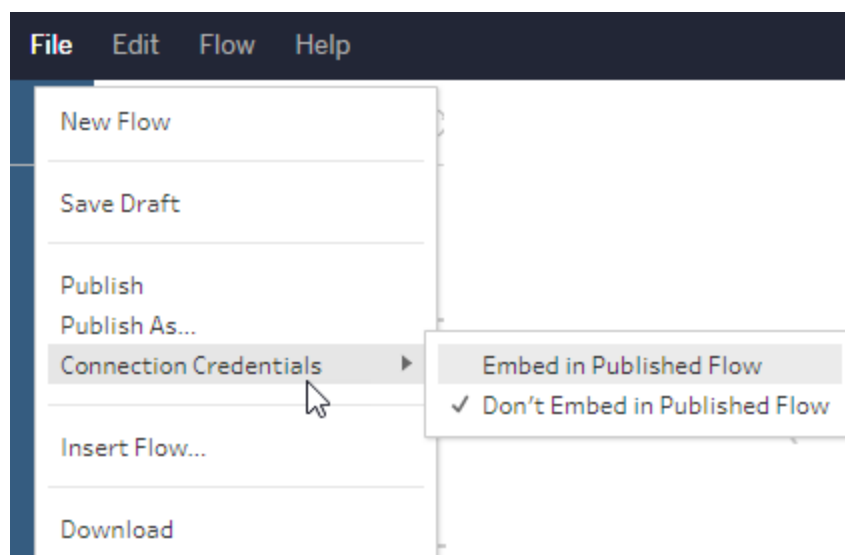 File Edit Flow Help
New Flow
Save Draft
Publish
Publish As...
Connection Credentials
Embed in Published Flow
✓ Don't Embed in Published Flow
Insert Flow...
Download